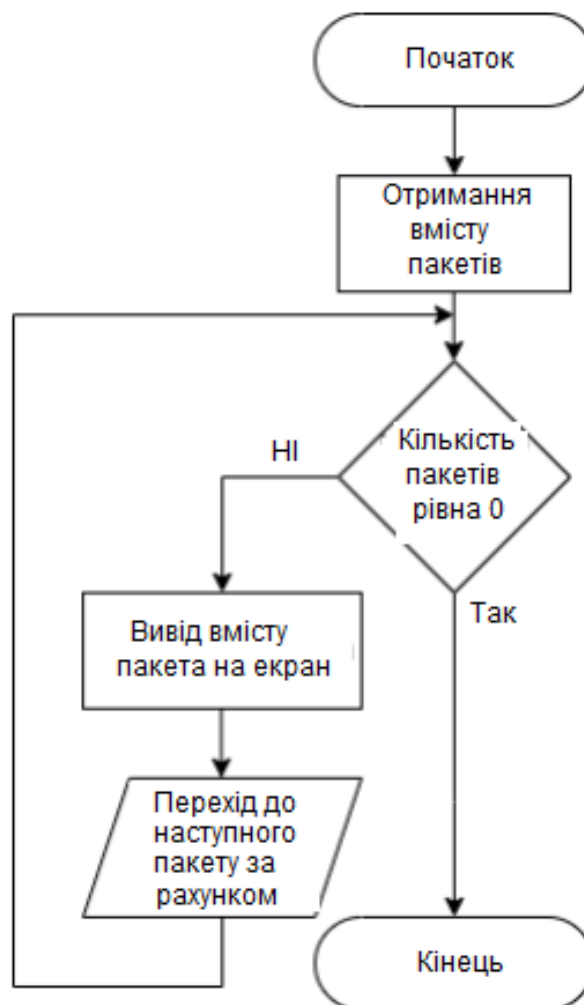 Початок
Отримання
вмісту
пакетів
Кількість
пакетів
рівна 0
НІ
Так
Вивід вмісту
пакета на екран
Перехід до
наступного
пакету за
рахунком
Кінець